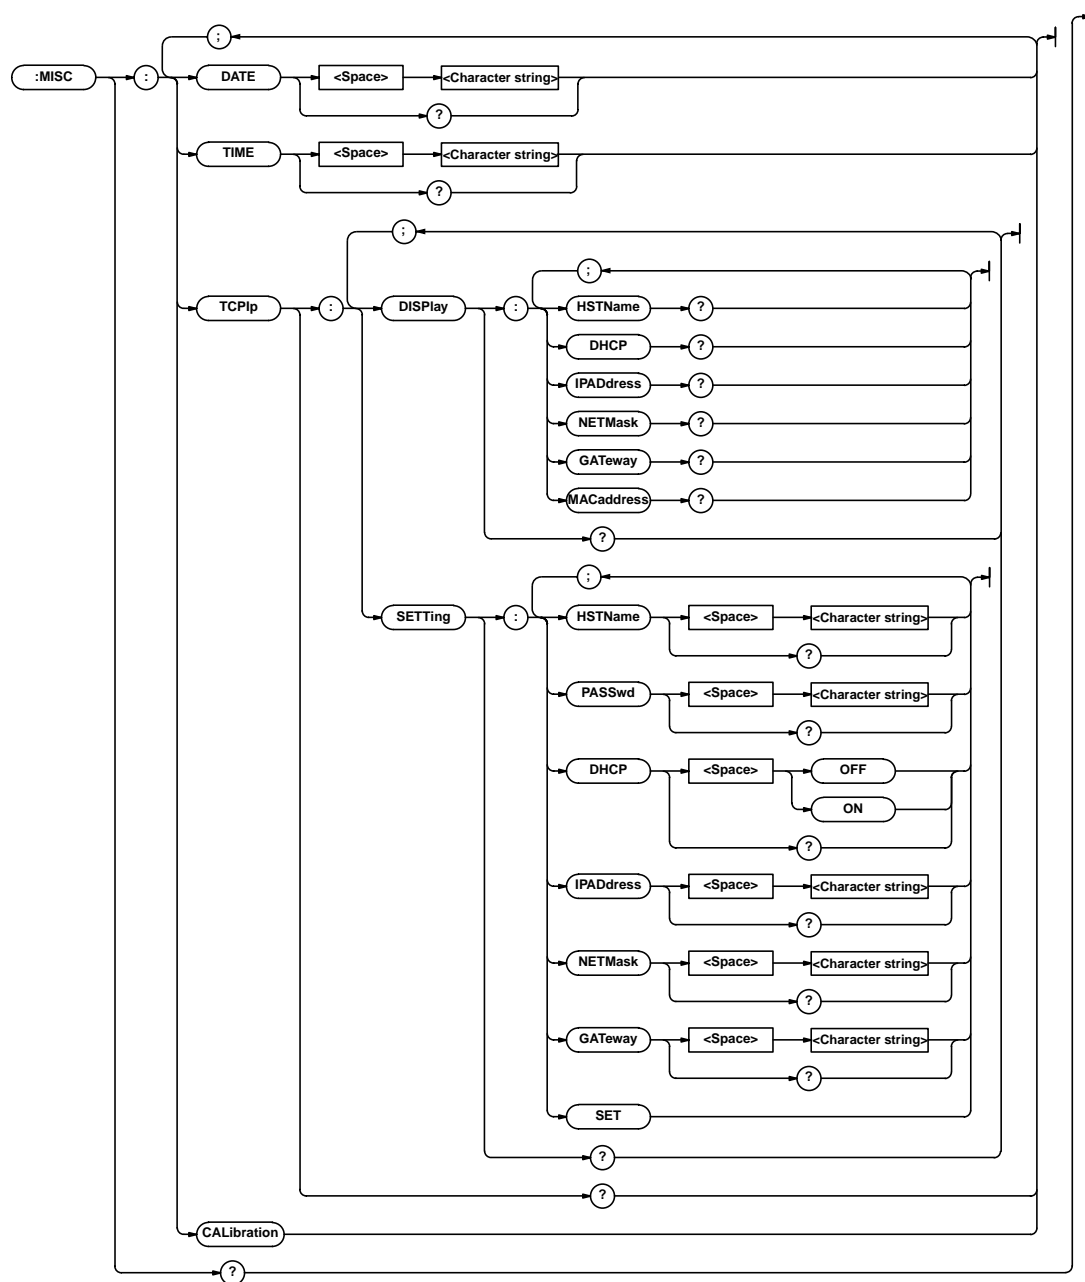 ;
:MISC : DATE <Space> <Character string>
?
TIME <Space> <Character string>
?
;
TCPIp : DISPlay : ; HSTName ?
DHCP ?
IPADdress ?
NETMask ?
GATeway ?
MACaddress ?
?
;
SETTing : HSTName <Space> <Character string>
?
PASSwd <Space> <Character string>
?
DHCP <Space> OFF
ON
?
IPADdress <Space> <Character string>
?
NETMask <Space> <Character string>
?
GATeway <Space> <Character string>
?
SET
?
?
CALibration
?